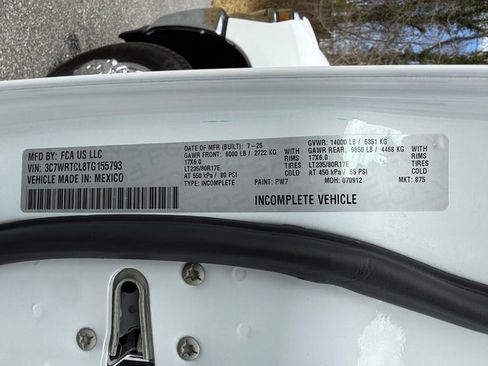 MFD BY: FCA US LLC
VIN: 3C7WRTCL8TG155793
VEHICLE MADE IN: MEXICO
DATE OF MFR (BUILT): 7-25
GAWR FRONT: 6000 LB / 2722 KG
17X6.0 RIMS
LT235/80R17E TIRES
AT 550 kPa / 80 PSI COLD
TYPE: INCOMPLETE PAINT: PW7
GVWR: 14000 LB / 6351 KG
GAWR REAR: 9850 LB / 4468 KG
17X6.0 RIMS
LT235/80R17E TIRES
AT 450 kPa / 65 PSI COLD
MDH: 070912 MKT: 875
INCOMPLETE VEHICLE